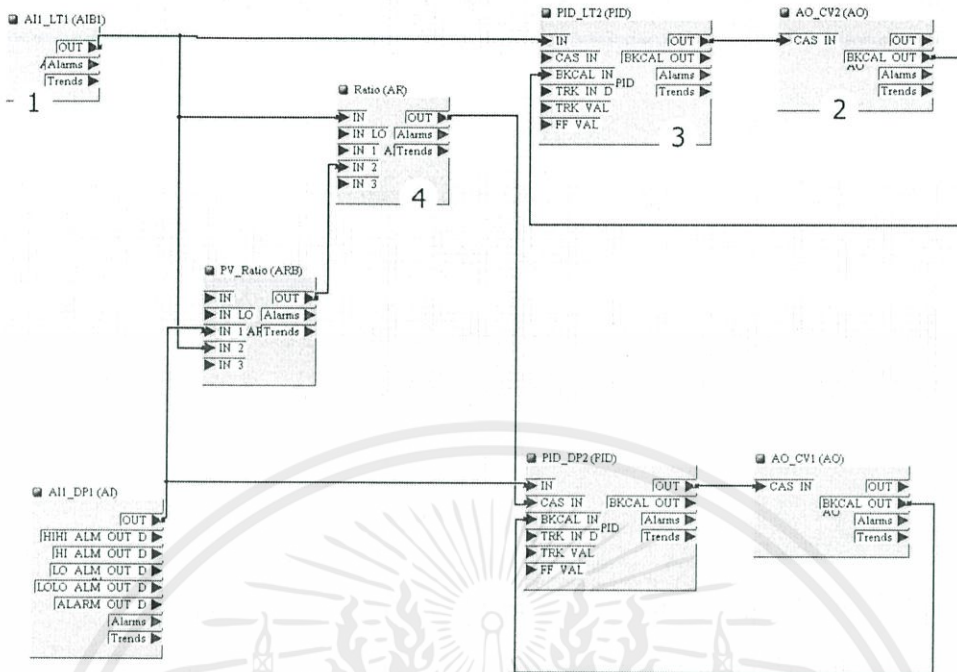 AI1_LT1 (AIB1)
OUT
Alarms
Trends
1
PID_LT2 (PID)
IN
OUT
CAS IN
BKCAL OUT
BKCAL IN
PID
Alarms
TRK IN D
Trends
TRK VAL
FF VAL
3
AO_CV2 (AO)
CAS IN
OUT
BKCAL OUT
AO
Alarms
Trends
2
Ratio (AR)
IN
OUT
IN LO
Alarms
IN 1
Trends
IN 2
IN 3
4
PV_Ratio (ARB)
IN
OUT
IN LO
Alarms
IN 1
Trends
IN 2
IN 3
AI1_DP1 (AI)
OUT
HIHI ALM OUT D
HI ALM OUT D
LO ALM OUT D
LOLO ALM OUT D
ALARM OUT D
Alarms
Trends
PID_DP2 (PID)
IN
OUT
CAS IN
BKCAL OUT
BKCAL IN
PID
Alarms
TRK IN D
Trends
TRK VAL
FF VAL
AO_CV1 (AO)
CAS IN
OUT
BKCAL OUT
AO
Alarms
Trends